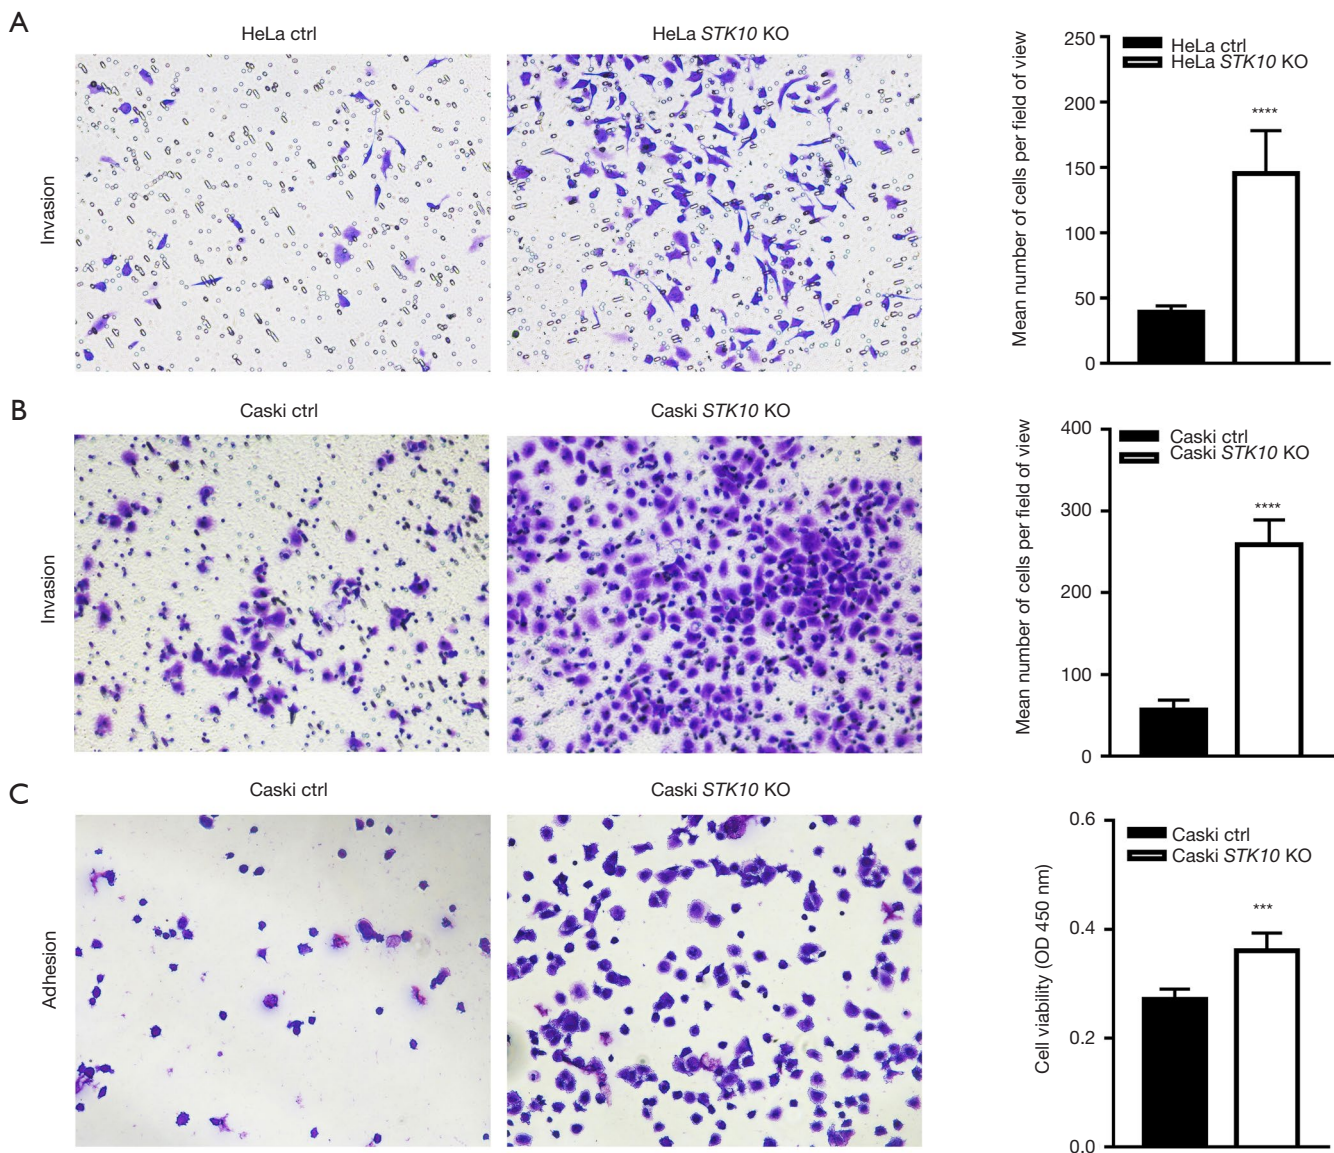 A
HeLa ctrl
HeLa STK10 KO
Invasion
Mean number of cells per field of view
250
200
150
100
50
0
HeLa ctrl
HeLa STK10 KO
****
B
Caski ctrl
Caski STK10 KO
Invasion
Mean number of cells per field of view
400
300
200
100
0
Caski ctrl
Caski STK10 KO
****
C
Caski ctrl
Caski STK10 KO
Adhesion
Cell viability (OD 450 nm)
0.6
0.4
0.2
0.0
Caski ctrl
Caski STK10 KO
***